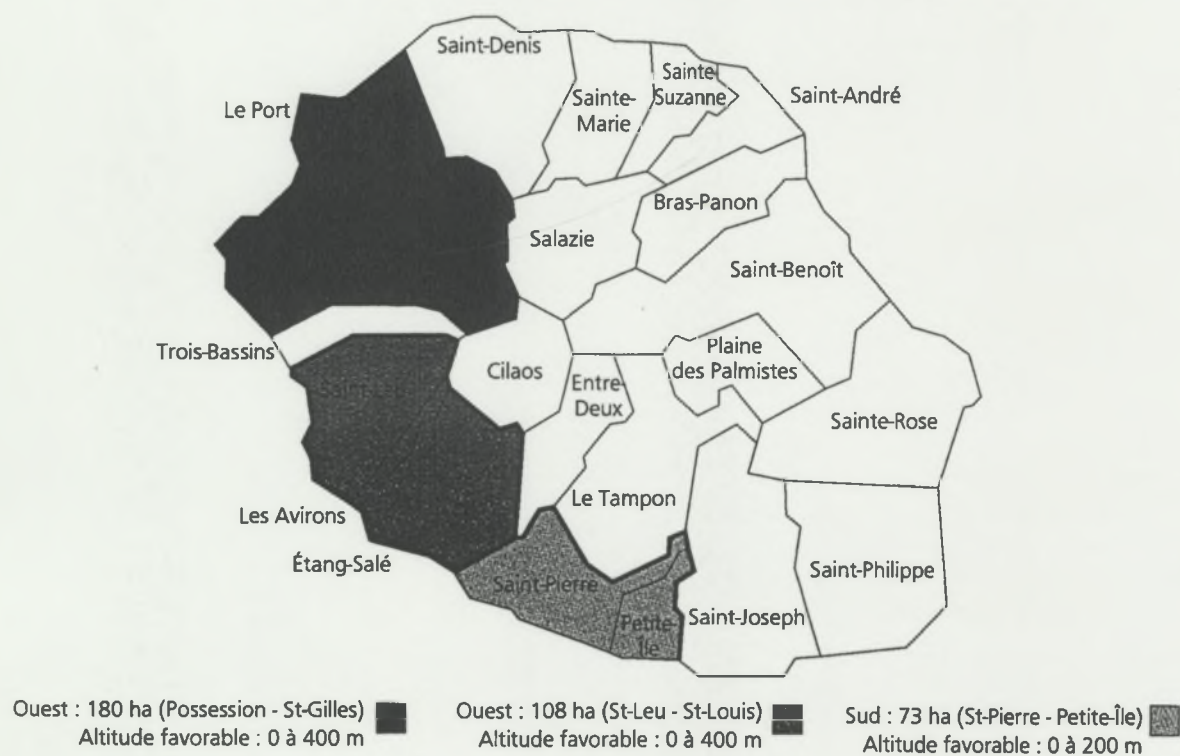 Saint-Denis
Sainte-
Suzanne
Saint-André
Le Port
Sainte-
Marie
Bras-Panon
Salazie
Saint-Benoît
Trois-Bassins
Plaine
des Palmistes
Cilaos
Entre-
Deux
Saint-Leu
Sainte-Rose
Les Avirons
Le Tampon
Étang-Salé
Saint-Pierre
Saint-Philippe
Petite-
Île
Saint-Joseph
Ouest : 180 ha (Possession - St-Gilles)
Altitude favorable : 0 à 400 m
Ouest : 108 ha (St-Leu - St-Louis)
Altitude favorable : 0 à 400 m
Sud : 73 ha (St-Pierre - Petite-Île)
Altitude favorable : 0 à 200 m